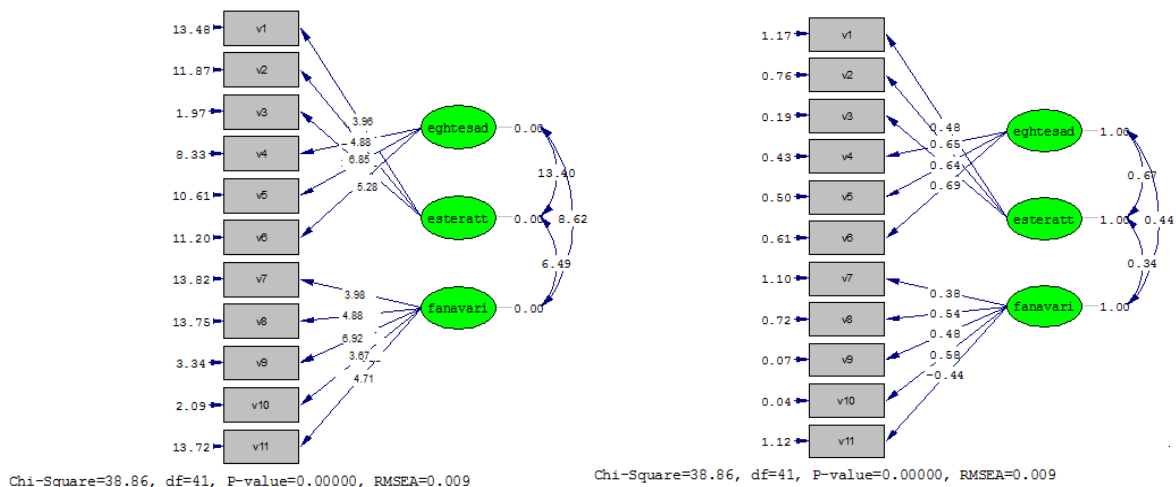 13.48 v1
11.87 v2
1.97 v3
8.33 v4
10.61 v5
11.20 v6
13.82 v7
13.75 v8
3.34 v9
2.09 v10
13.72 v11
3.96
4.88
6.85
5.28
3.98
4.88
6.92
3.67
4.71
eghtesad 0.00
esteratt 0.00
fanavari 0.00
13.40
8.62
6.49
Chi-Square=38.86, df=41, P-value=0.00000, RMSEA=0.009
1.17 v1
0.76 v2
0.19 v3
0.43 v4
0.50 v5
0.61 v6
1.10 v7
0.72 v8
0.07 v9
0.04 v10
1.12 v11
0.48
0.65
0.64
0.69
0.38
0.54
0.48
0.58
-0.44
eghtesad 1.00
esteratt 1.00
fanavari 1.00
0.67
0.44
0.34
Chi-Square=38.86, df=41, P-value=0.00000, RMSEA=0.009